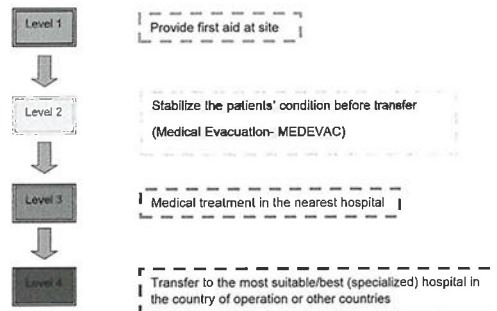 Level 1
Provide first aid at site
Level 2
Stabilize the patients' condition before transfer
(Medical Evacuation- MEDEVAC)
Level 3
Medical treatment in the nearest hospital
Level 4
Transfer to the most suitable/best (specialized) hospital in
the country of operation or other countries